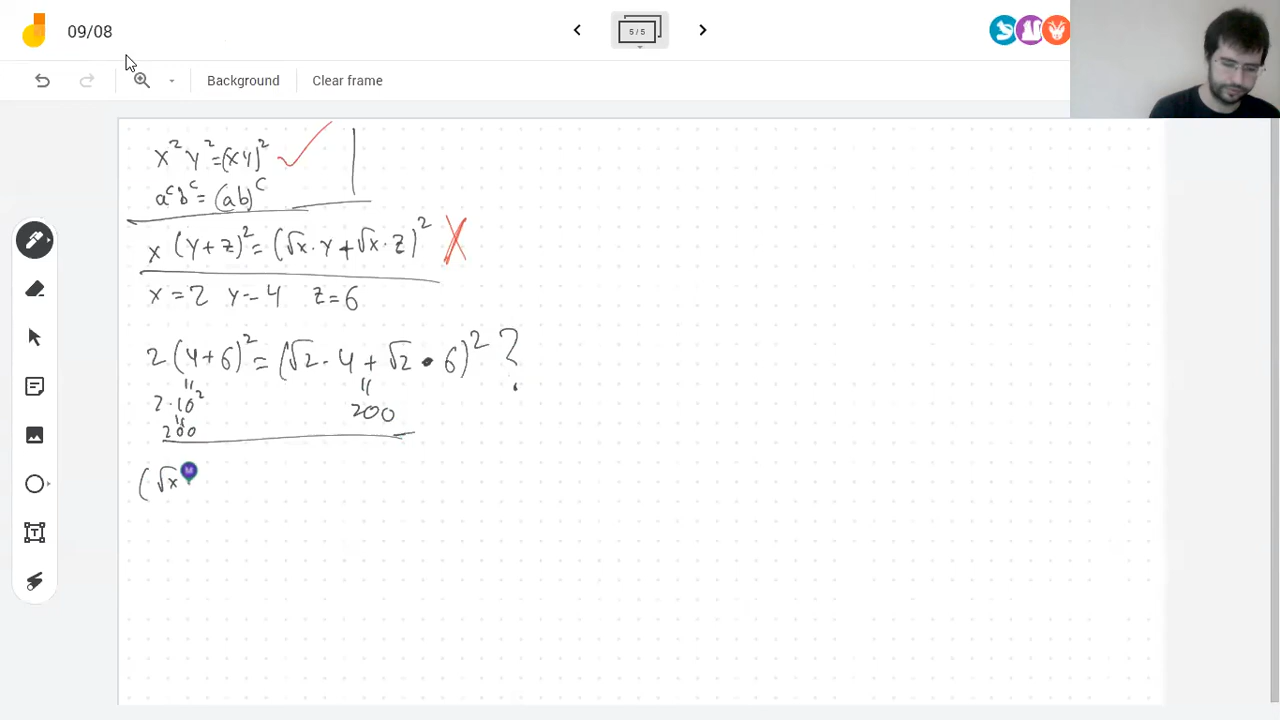 09/08
5/5
Background
Clear frame
x²y²=(xy)²
aᶜbᶜ=(ab)ᶜ
x(y+z)²=(√x·y+√x·z)²
x=2 y=4 z=6
2(4+6)²=(√2·4+√2·6)²?
2·10²
200
200
(√x
M